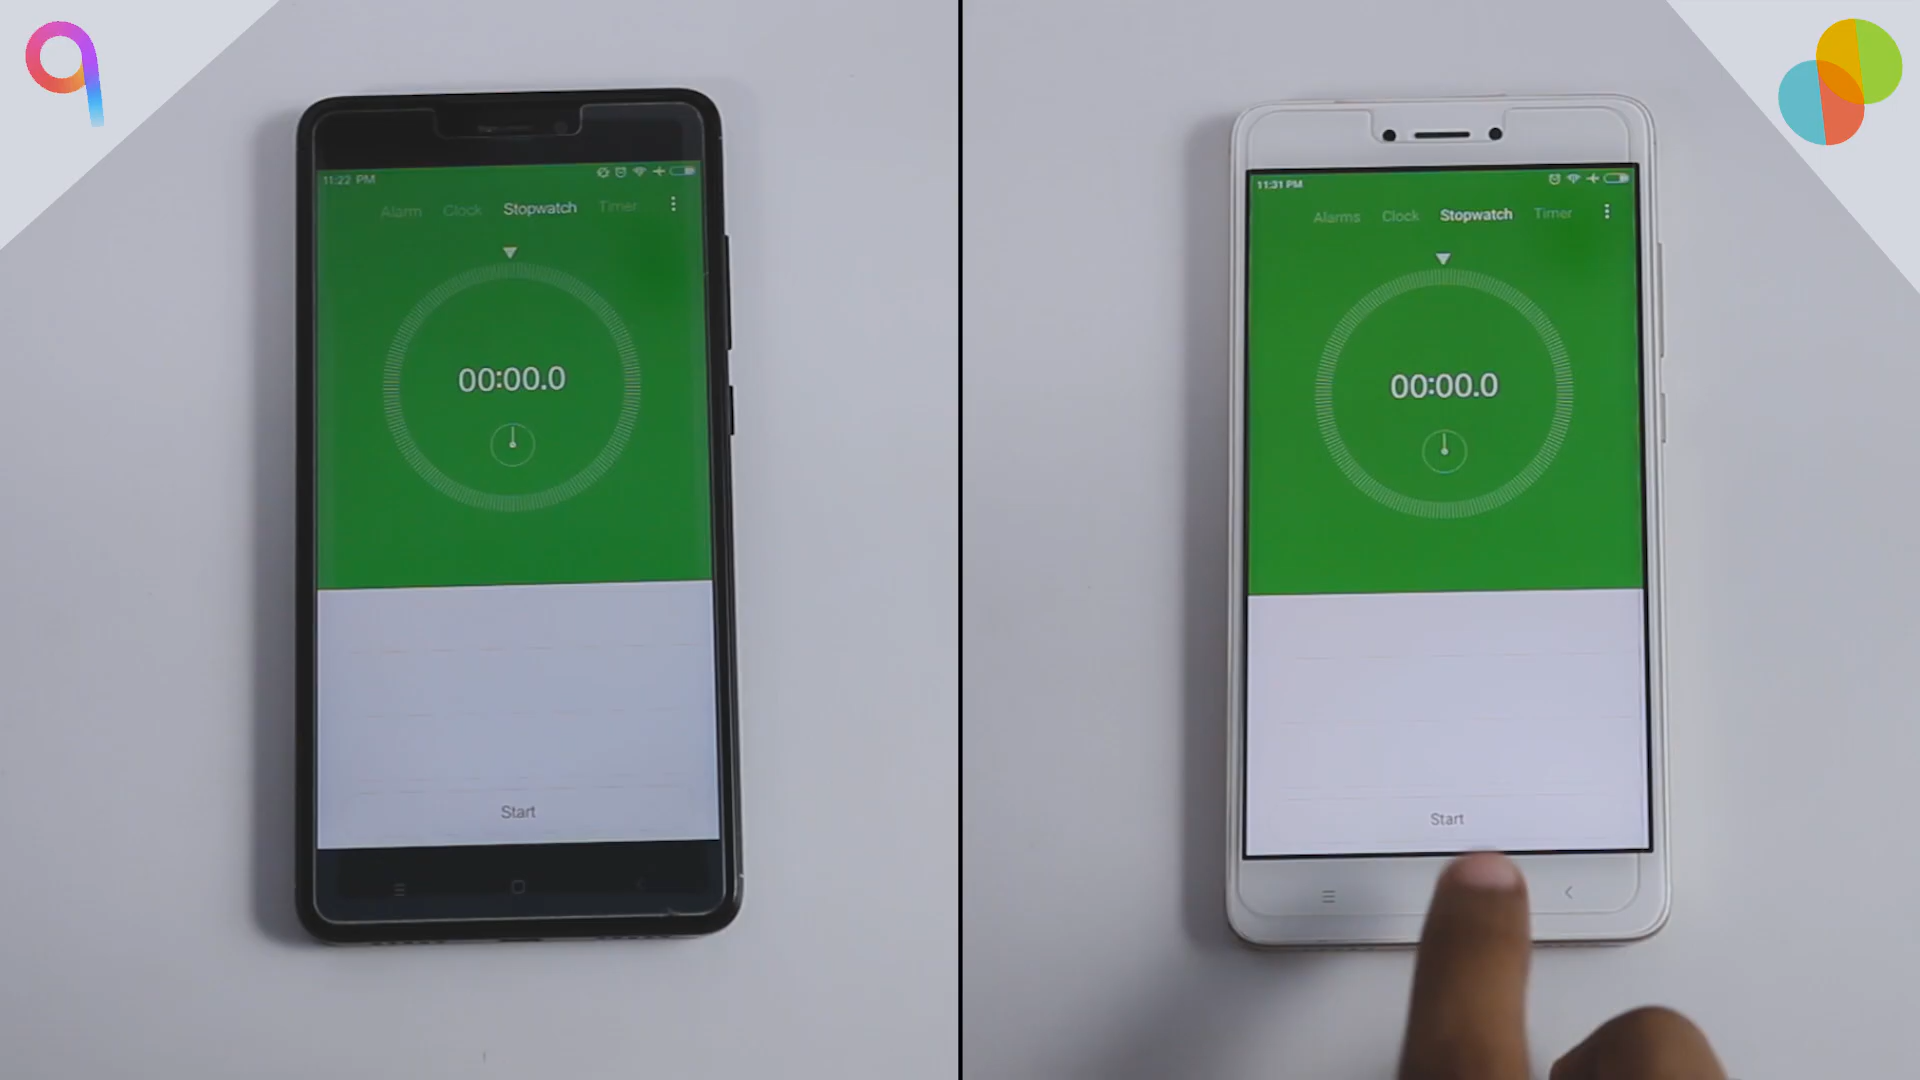 11:22 PM
Alarm Clock Stopwatch Timer
00:00.0
Start
11:31 PM
Alarms Clock Stopwatch Timer
00:00.0
Start